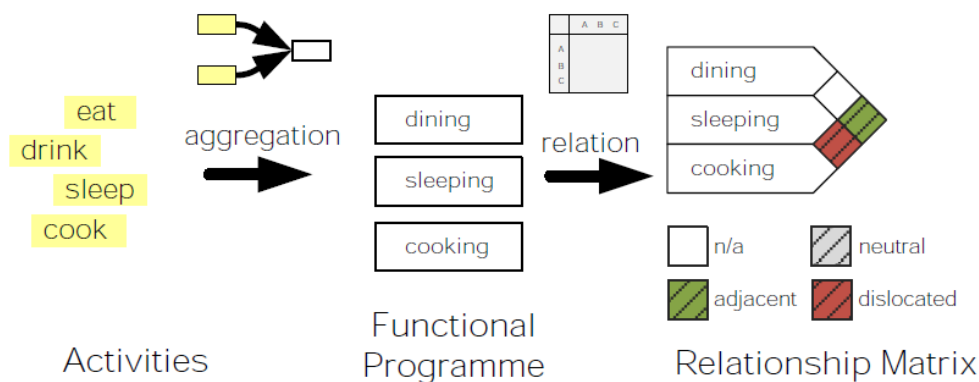 eat
drink
sleep
cook
Activities
aggregation
dining
sleeping
cooking
Functional
Programme
A B C
A
B
C
relation
dining
sleeping
cooking
n/a
neutral
adjacent
dislocated
Relationship Matrix